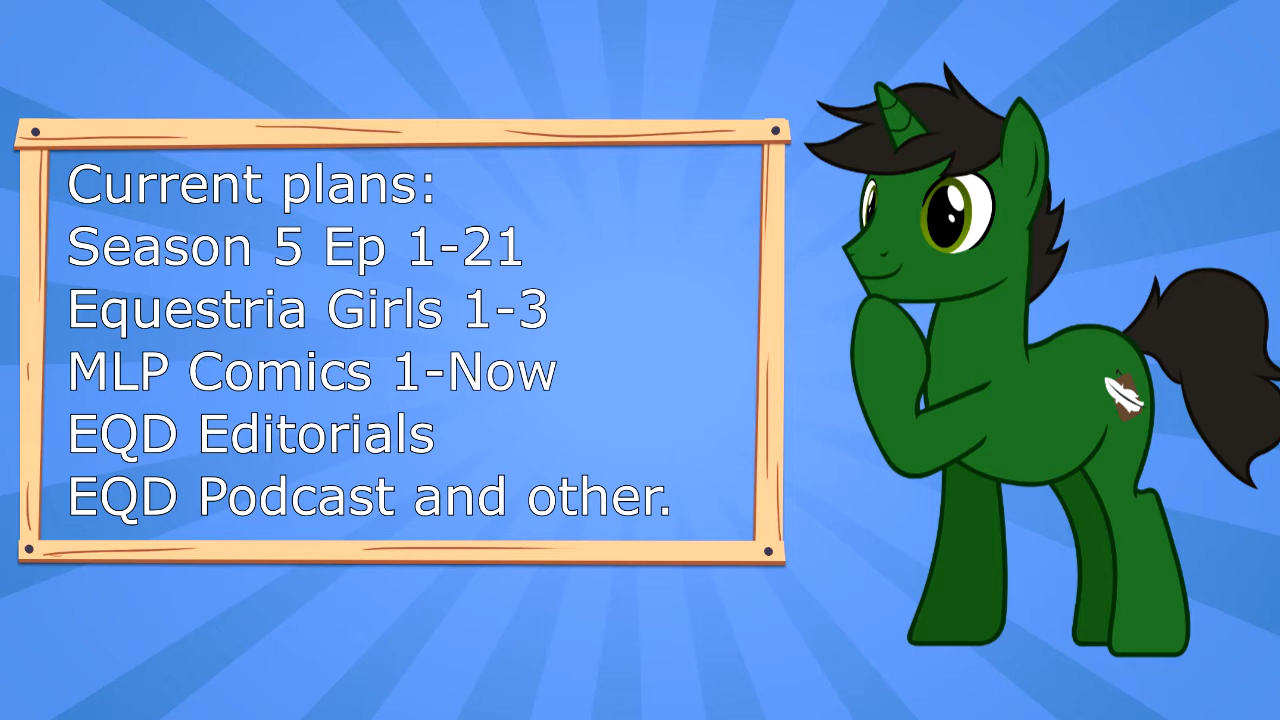 Current plans:
Season 5 Ep 1-21
Equestria Girls 1-3
MLP Comics 1-Now
EQD Editorials
EQD Podcast and other.